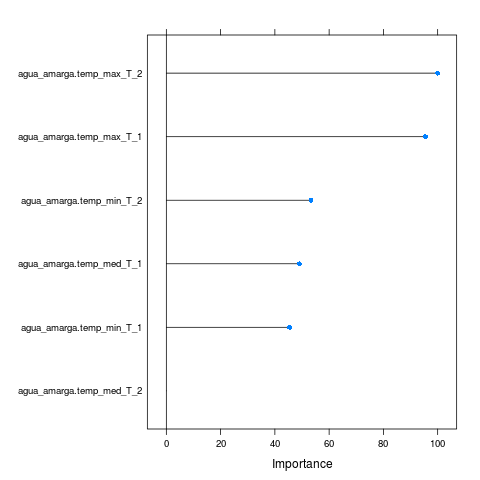 agua_amarga.temp_max_T_2
agua_amarga.temp_max_T_1
agua_amarga.temp_min_T_2
agua_amarga.temp_med_T_1
agua_amarga.temp_min_T_1
agua_amarga.temp_med_T_2
0 20 40 60 80 100
Importance